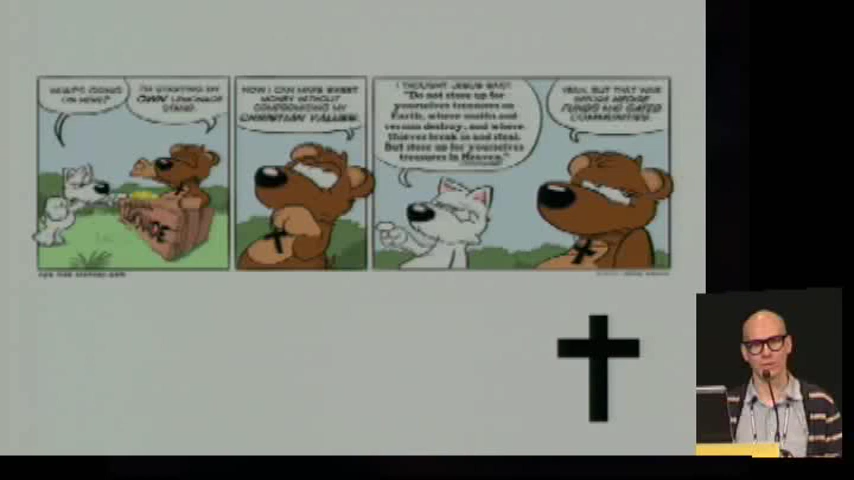 WHAT'S GOING
ON HERE?
I'M STARTING MY
OWN LEMONADE
STAND.
NOW I CAN MAKE SWEET
MONEY WITHOUT
COMPROMISING MY
CHRISTIAN VALUES.
I THOUGHT JESUS SAID
"Do not store up for
yourselves treasures on
Earth, where moths and
vermin destroy, and where
thieves break in and steal.
But store up for yourselves
treasures in Heaven."
YEAH, BUT THAT WAS
BEFORE HEDGE
FUNDS AND GATED
COMMUNITIES.